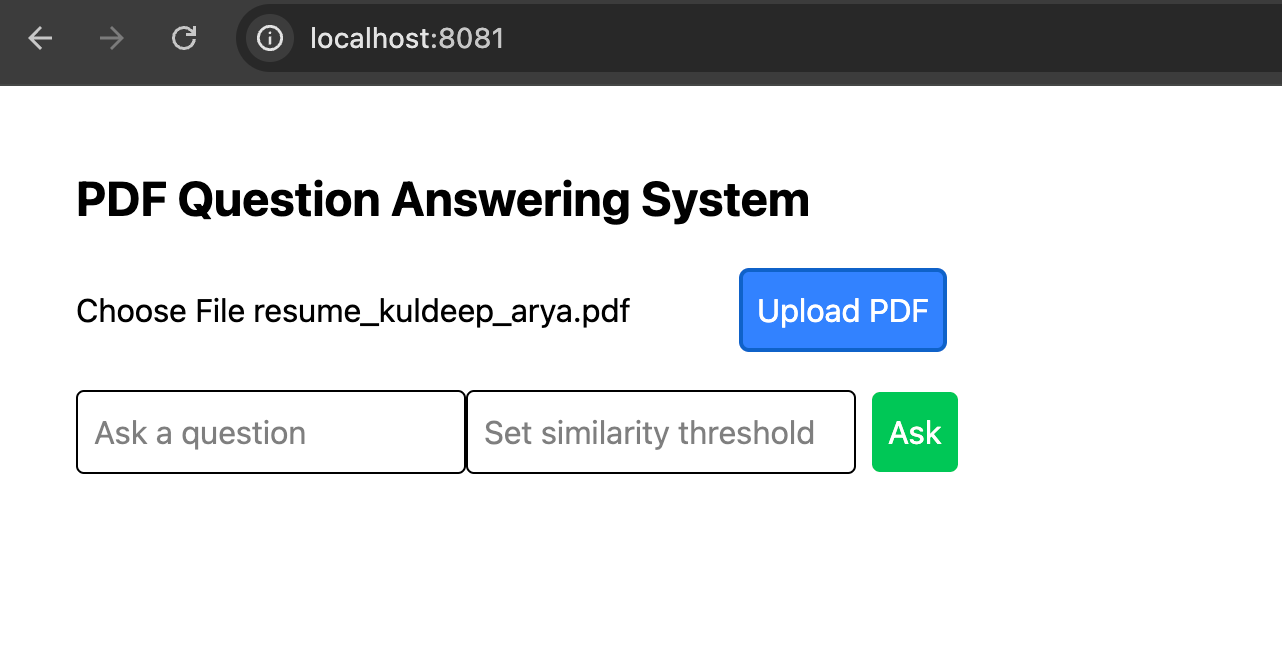 localhost:8081
PDF Question Answering System
Choose File resume_kuldeep_arya.pdf Upload PDF
Ask a question Set similarity threshold Ask